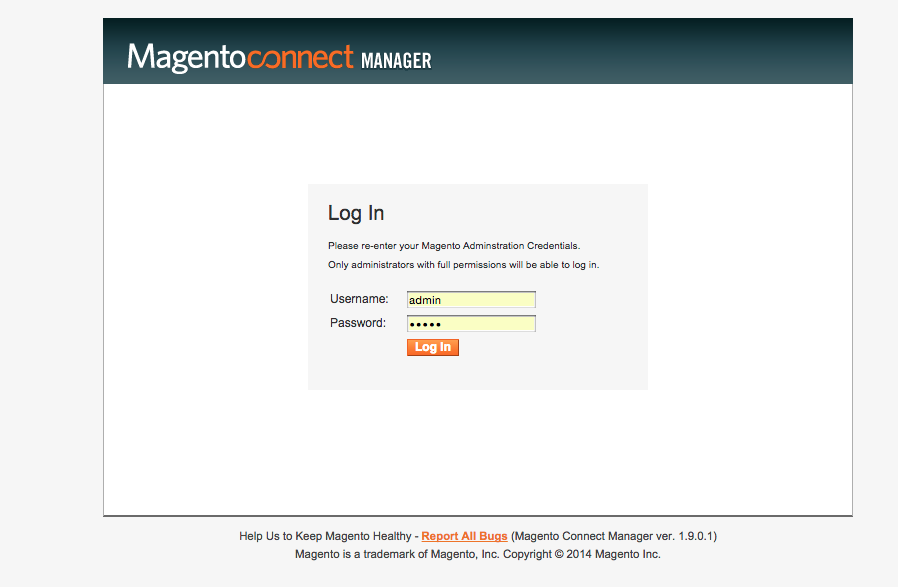 Magentoconnect MANAGER
Log In
Please re-enter your Magento Adminstration Credentials.
Only administrators with full permissions will be able to log in.
Username: admin
Password: •••••
Log In
Help Us to Keep Magento Healthy - Report All Bugs (Magento Connect Manager ver. 1.9.0.1)
Magento is a trademark of Magento, Inc. Copyright © 2014 Magento Inc.